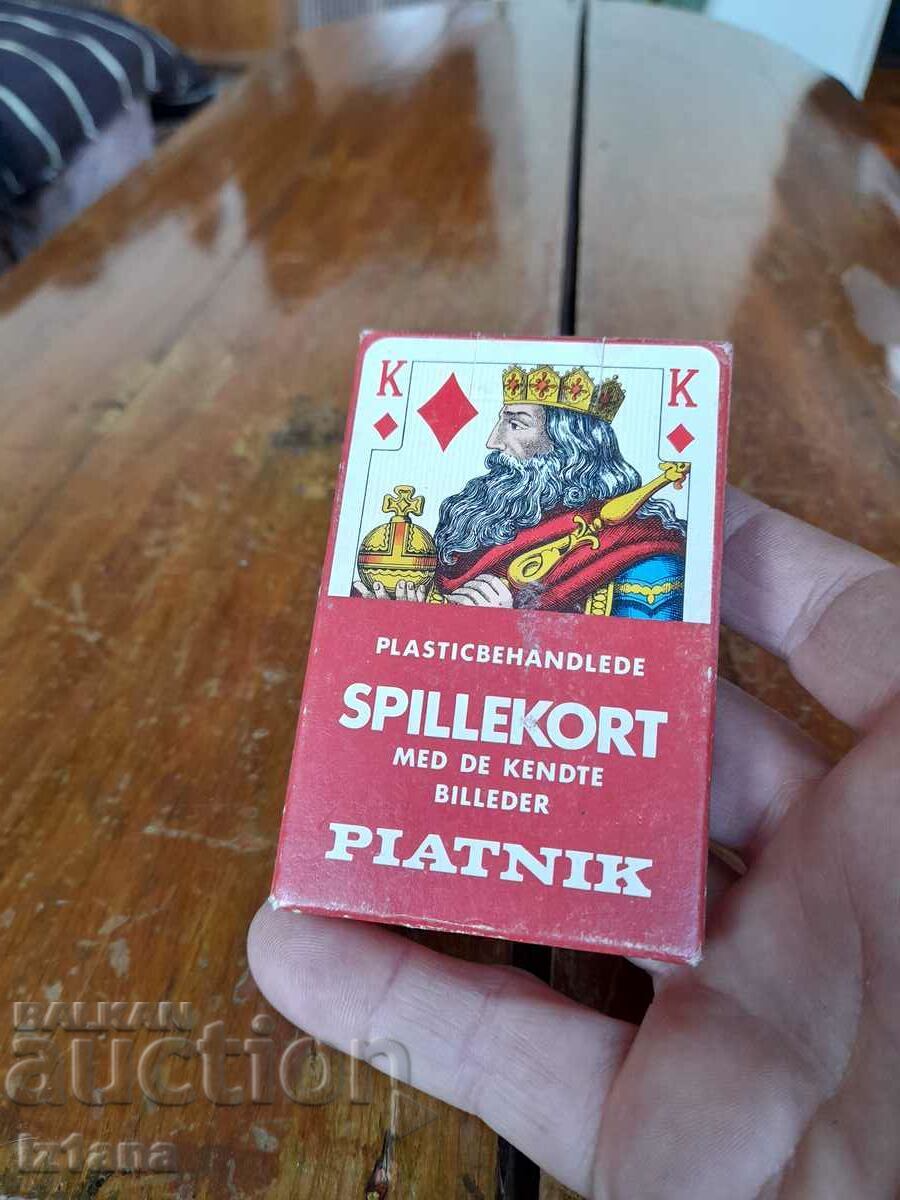 K K
PLASTICBEHANDLEDE
SPILLEKORT
MED DE KENDTE
BILLEDER
PIATNIK
BALKAN
auction
iz1ana